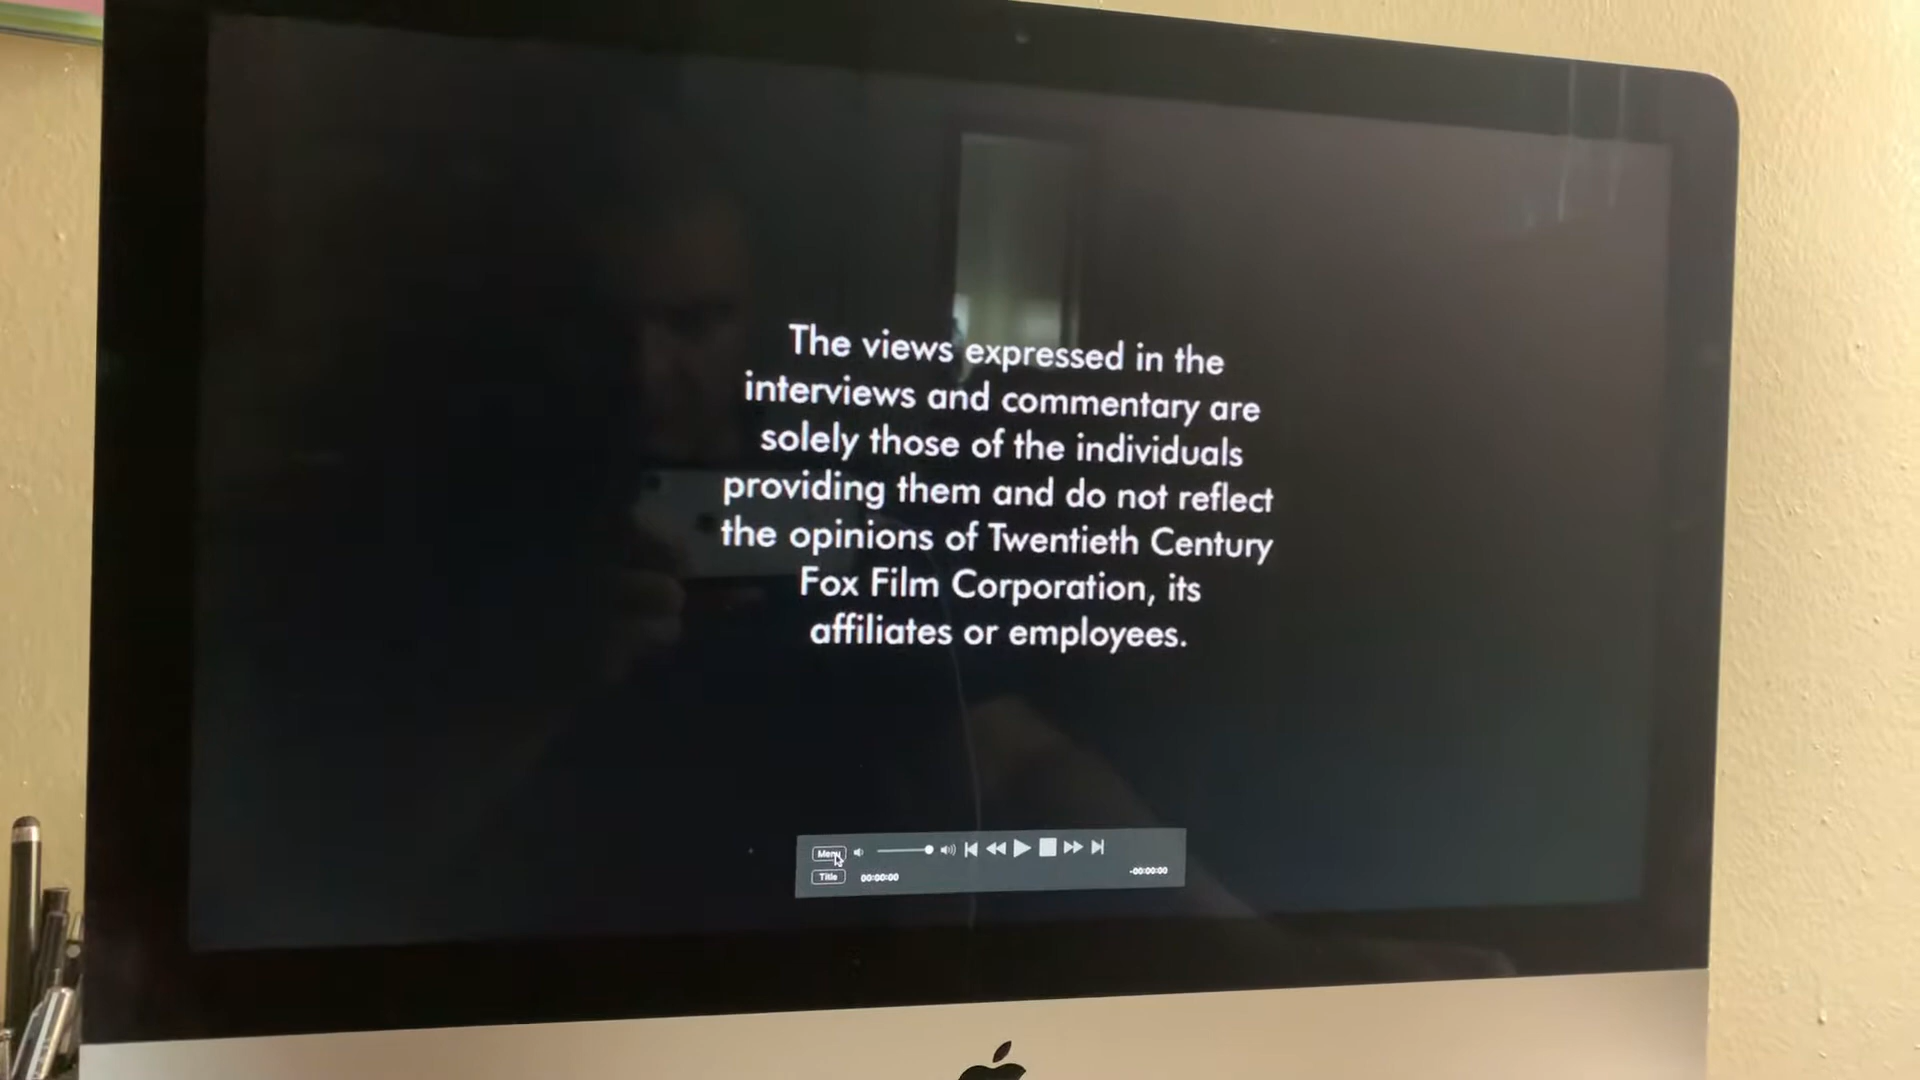 The views expressed in the
interviews and commentary are
solely those of the individuals
providing them and do not reflect
the opinions of Twentieth Century
Fox Film Corporation, its
affiliates or employees.
Menu
Title 00:00:00 -00:00:00